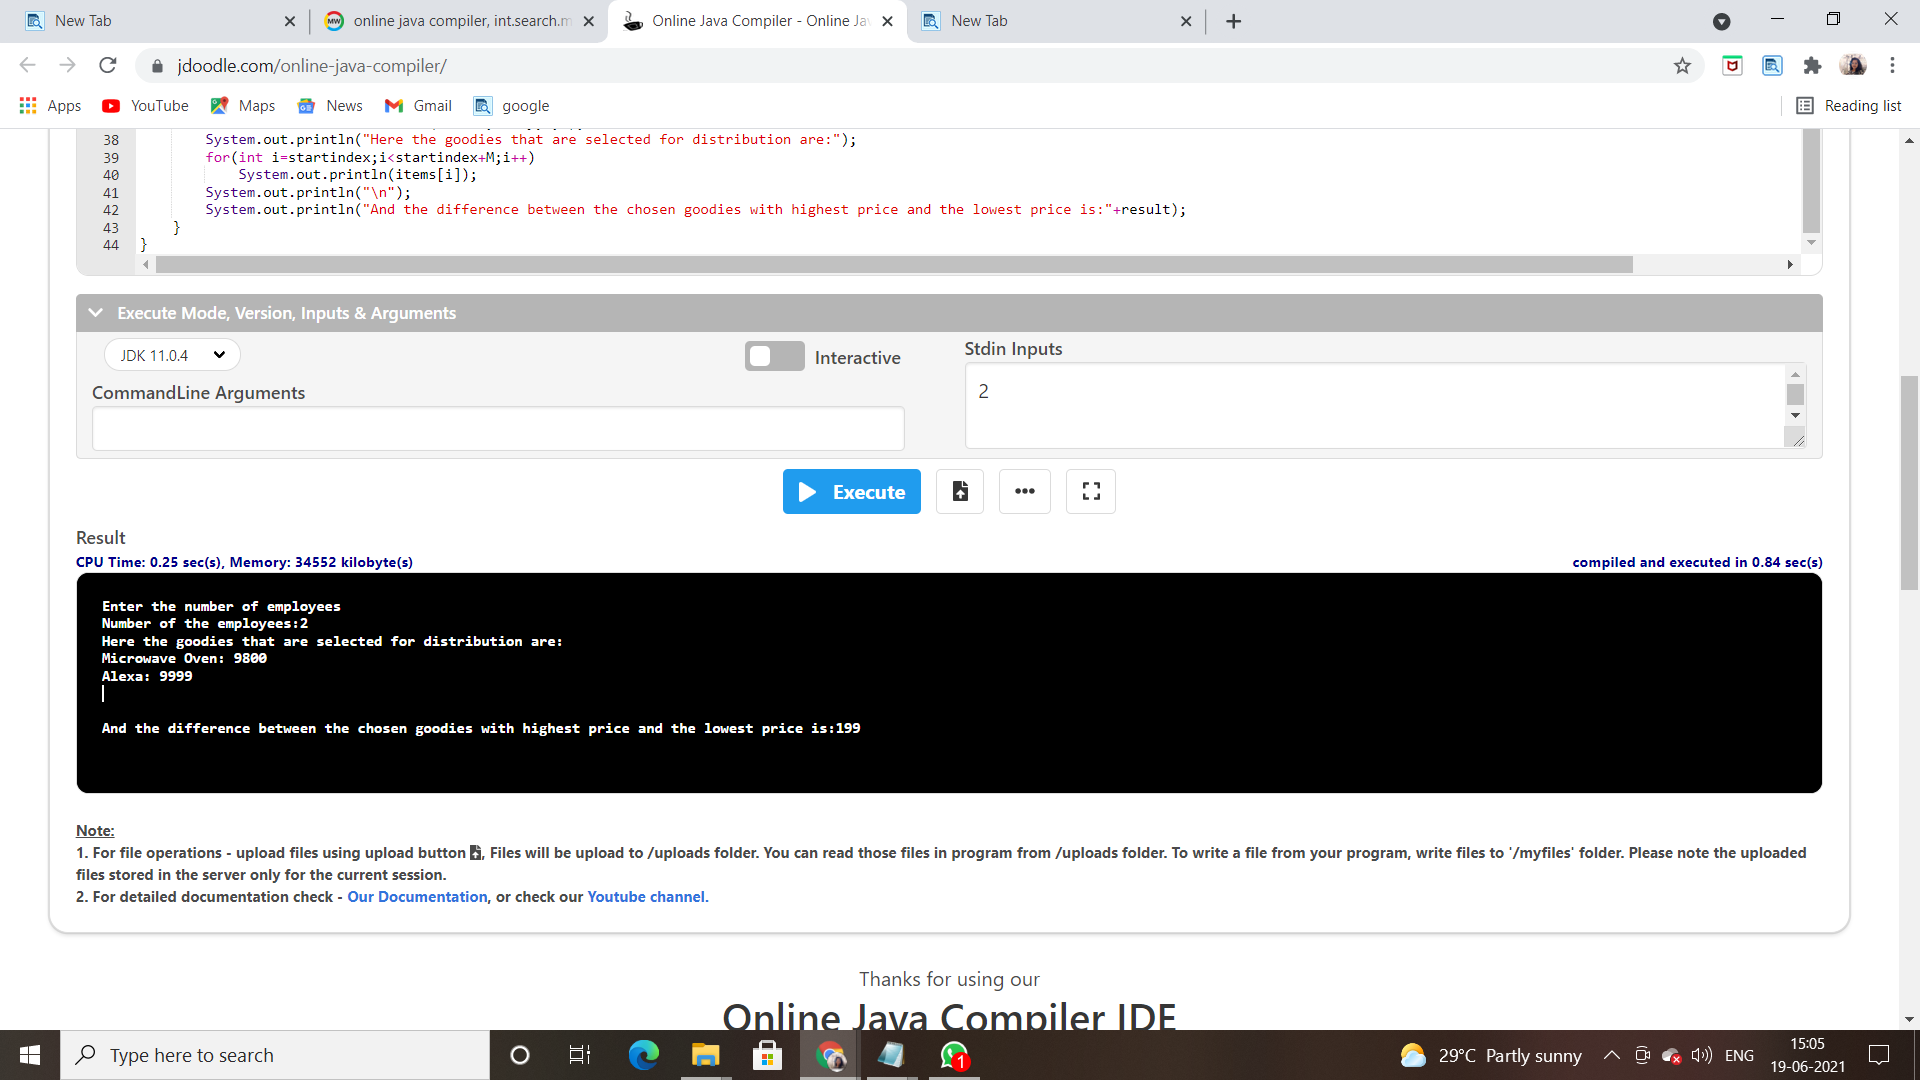 New Tab
online java compiler, int.search.m
Online Java Compiler - Online Ja
New Tab
jdoodle.com/online-java-compiler/
Apps YouTube Maps News Gmail google Reading list
38 System.out.println("Here the goodies that are selected for distribution are:");
39 for(int i=startindex;i<startindex+M;i++)
40 System.out.println(items[i]);
41 System.out.println("\n");
42 System.out.println("And the difference between the chosen goodies with highest price and the lowest price is:"+result);
43 }
44 }
Execute Mode, Version, Inputs & Arguments
JDK 11.0.4
Interactive
Stdin Inputs
CommandLine Arguments
2
Execute
Result
CPU Time: 0.25 sec(s), Memory: 34552 kilobyte(s)
compiled and executed in 0.84 sec(s)
Enter the number of employees
Number of the employees:2
Here the goodies that are selected for distribution are:
Microwave Oven: 9800
Alexa: 9999
And the difference between the chosen goodies with highest price and the lowest price is:199
Note:
1. For file operations - upload files using upload button , Files will be upload to /uploads folder. You can read those files in program from /uploads folder. To write a file from your program, write files to '/myfiles' folder. Please note the uploaded
files stored in the server only for the current session.
2. For detailed documentation check - Our Documentation, or check our Youtube channel.
Thanks for using our
Online Java Compiler IDE
Type here to search
1
29°C Partly sunny
ENG
15:05
19-06-2021